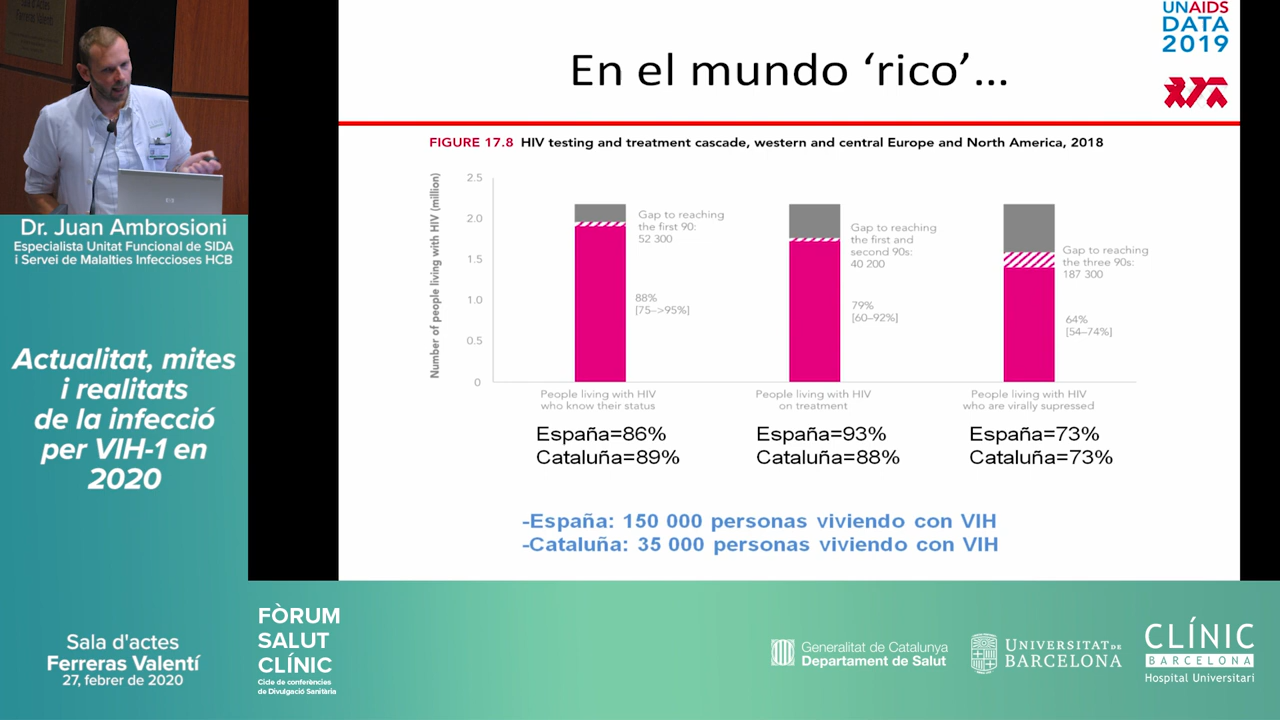 Dr. Juan Ambrosioni
Especialista Unitat Funcional de SIDA
i Servei de Malalties Infeccioses HCB
Actualitat, mites
i realitats
de la infecció
per VIH-1 en
2020
Sala d'actes
Ferreras Valentí
27, febrer de 2020
UNAIDS
DATA
2019
En el mundo ‘rico’...
FIGURE 17.8 HIV testing and treatment cascade, western and central Europe and North America, 2018
Number of people living with HIV (million)
2.5
2.0
1.5
1.0
0.5
0
Gap to reaching
the first 90:
52 300
88%
[75–>95%]
Gap to reaching
the first and
second 90s:
40 200
79%
[60–92%]
Gap to reaching
the three 90s:
187 300
64%
[54–74%]
People living with HIV
who know their status
People living with HIV
on treatment
People living with HIV
who are virally supressed
España=86%
Cataluña=89%
España=93%
Cataluña=88%
España=73%
Cataluña=73%
-España: 150 000 personas viviendo con VIH
-Cataluña: 35 000 personas viviendo con VIH
FÒRUM
SALUT
CLÍNIC
Cicle de conferències
de Divulgació Sanitària
Generalitat de Catalunya
Departament de Salut
UNIVERSITAT DE
BARCELONA
CLÍNIC
BARCELONA
Hospital Universitari